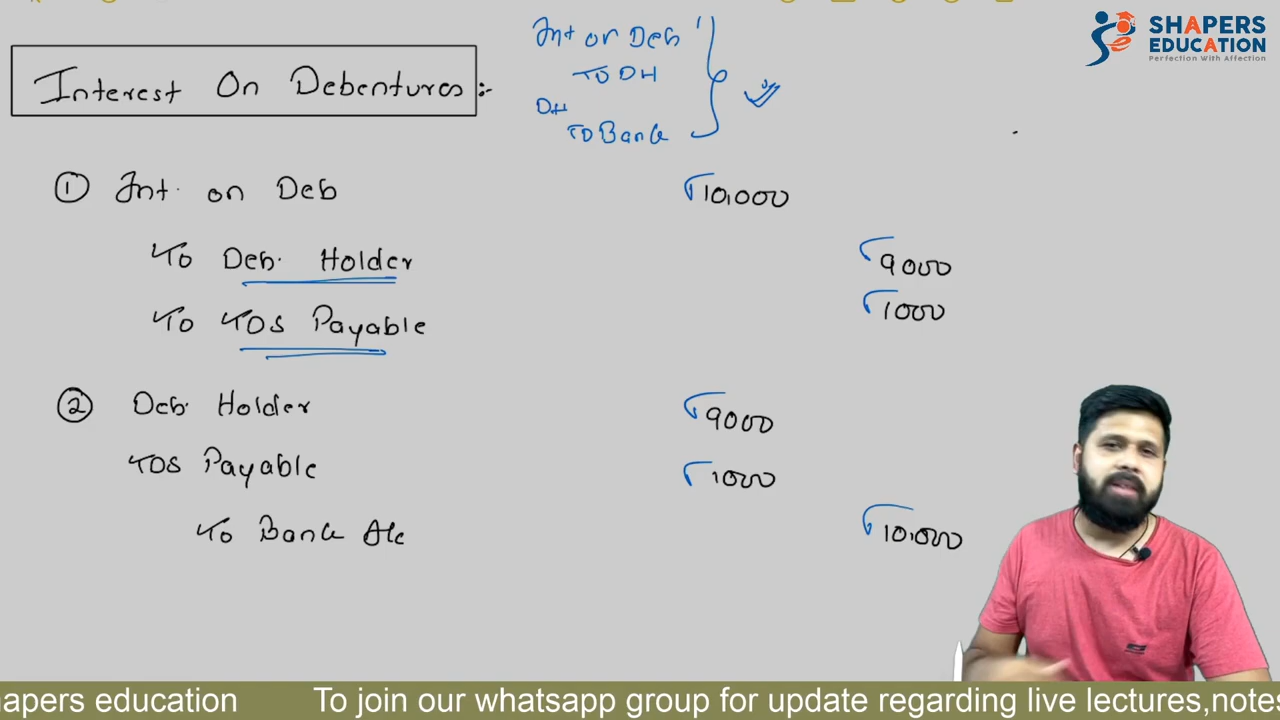 Int on Deb
To DH
DH
To Bank
SHAPERS
EDUCATION
Perfection With Affection
Interest On Debentures :-
① Int. on Deb 10,000
To Deb. Holder 9000
To TDS Payable 1000
② Deb. Holder 9000
TDS Payable 1000
To Bank A/c 10,000
hapers education To join our whatsapp group for update regarding live lectures,notes